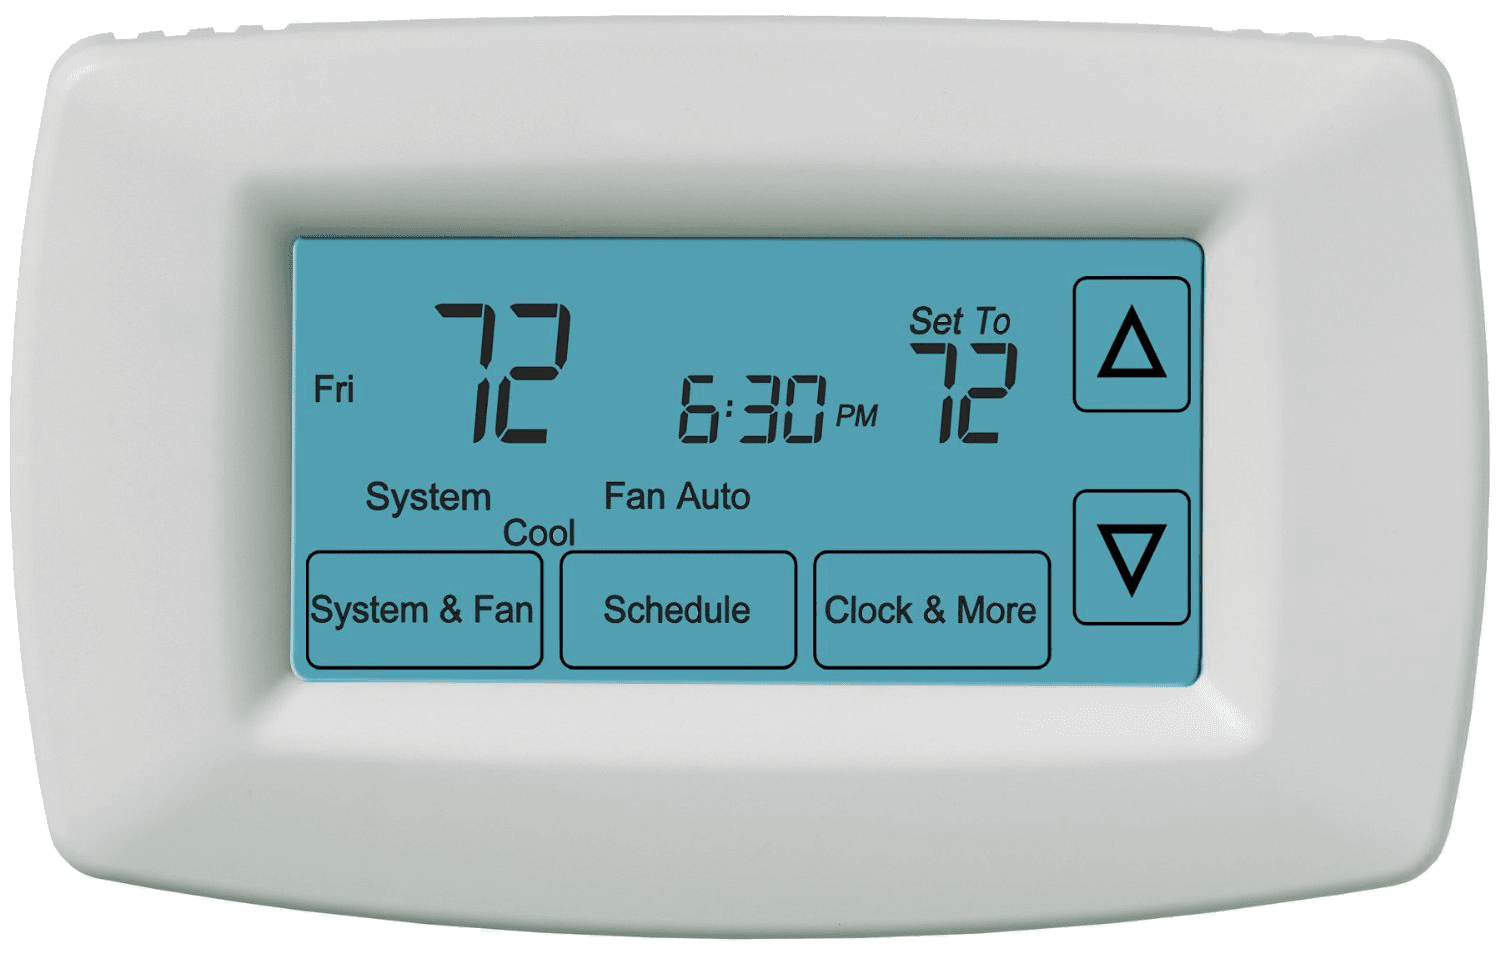 Fri
72
6:30 PM
Set To
72
System
Cool
Fan Auto
System & Fan
Schedule
Clock & More